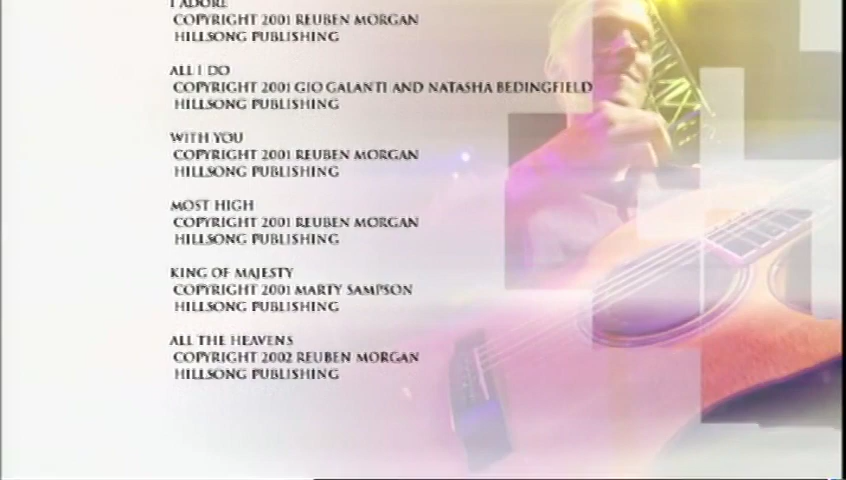 I ADORE
COPYRIGHT 2001 REUBEN MORGAN
HILLSONG PUBLISHING
ALL I DO
COPYRIGHT 2001 GIO GALANTI AND NATASHA BEDINGFIELD
HILLSONG PUBLISHING
WITH YOU
COPYRIGHT 2001 REUBEN MORGAN
HILLSONG PUBLISHING
MOST HIGH
COPYRIGHT 2001 REUBEN MORGAN
HILLSONG PUBLISHING
KING OF MAJESTY
COPYRIGHT 2001 MARTY SAMPSON
HILLSONG PUBLISHING
ALL THE HEAVENS
COPYRIGHT 2002 REUBEN MORGAN
HILLSONG PUBLISHING